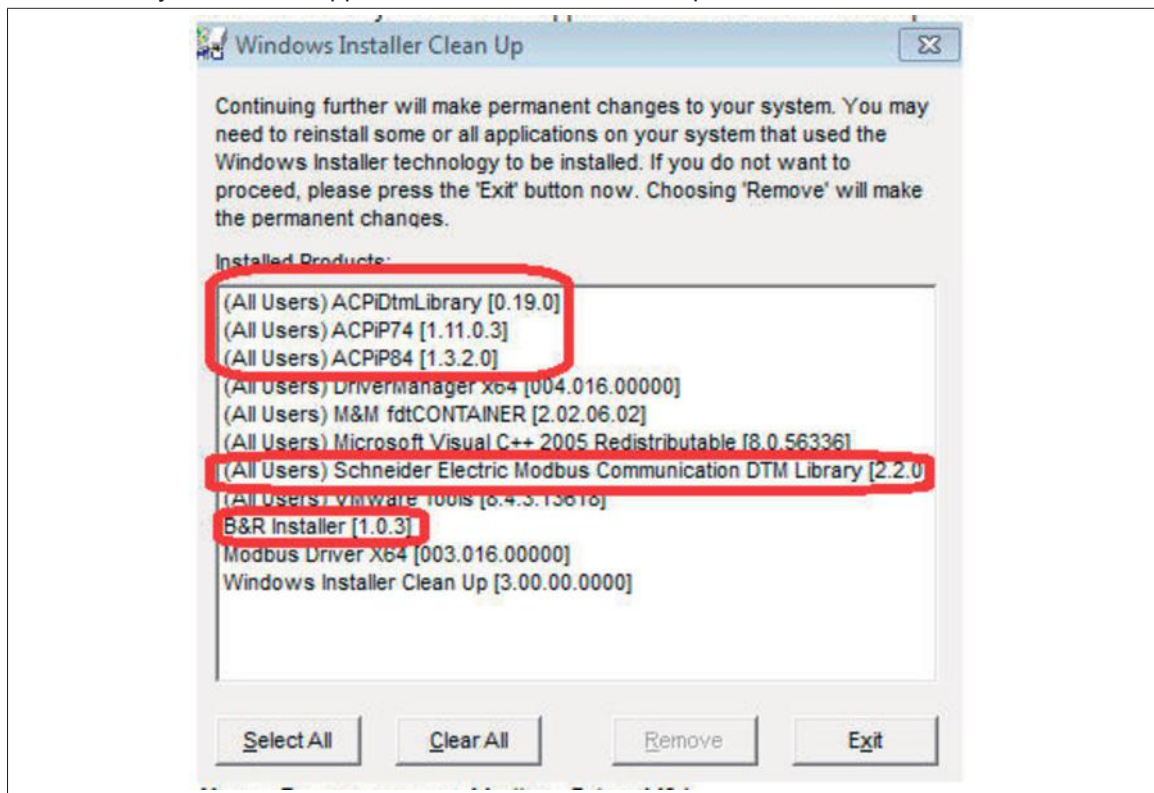 Windows Installer Clean Up
Continuing further will make permanent changes to your system. You may
need to reinstall some or all applications on your system that used the
Windows Installer technology to be installed. If you do not want to
proceed, please press the 'Exit' button now. Choosing 'Remove' will make
the permanent changes.
Installed Products:
(All Users) ACPiDtmLibrary [0.19.0]
(All Users) ACPiP74 [1.11.0.3]
(All Users) ACPiP84 [1.3.2.0]
(All Users) DriverManager x64 [004.016.00000]
(All Users) M&M fdtCONTAINER [2.02.06.02]
(All Users) Microsoft Visual C++ 2005 Redistributable [8.0.56336]
(All Users) Schneider Electric Modbus Communication DTM Library [2.2.0
(All Users) VMware Tools [8.4.3.13618]
B&R Installer [1.0.3]
Modbus Driver X64 [003.016.00000]
Windows Installer Clean Up [3.00.00.0000]
Select All
Clear All
Remove
Exit